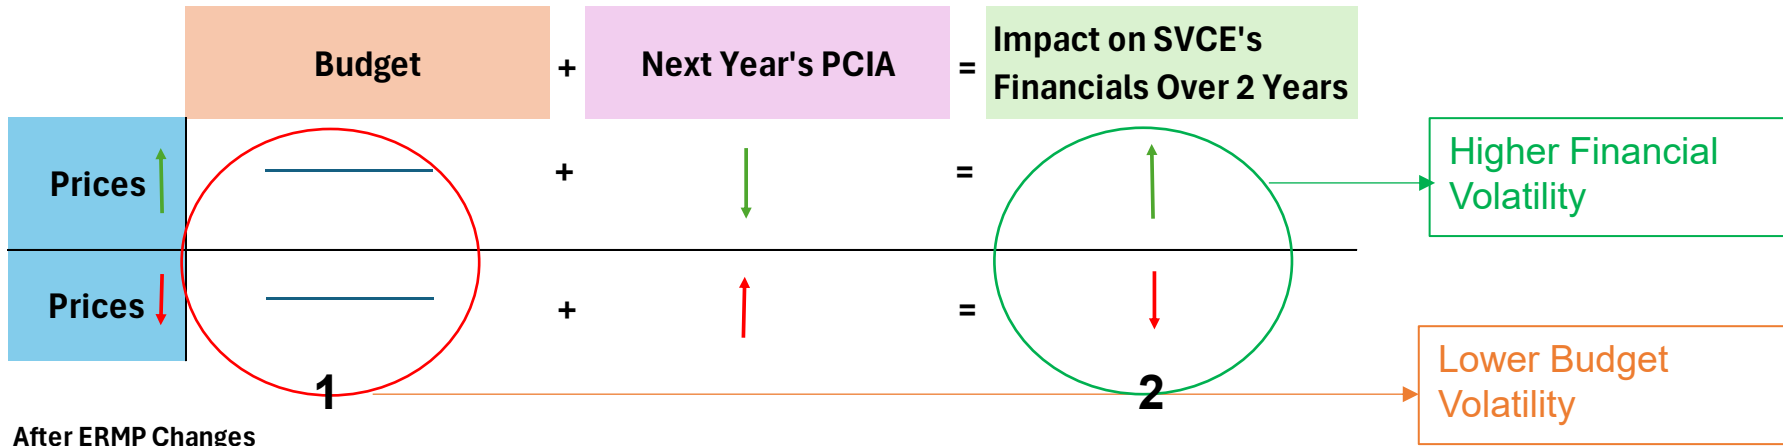 Budget + Next Year's PCIA = Impact on SVCE's
Financials Over 2 Years
Prices + =
Higher Financial
Volatility
Prices + =
Lower Budget
Volatility
1 2
After ERMP Changes